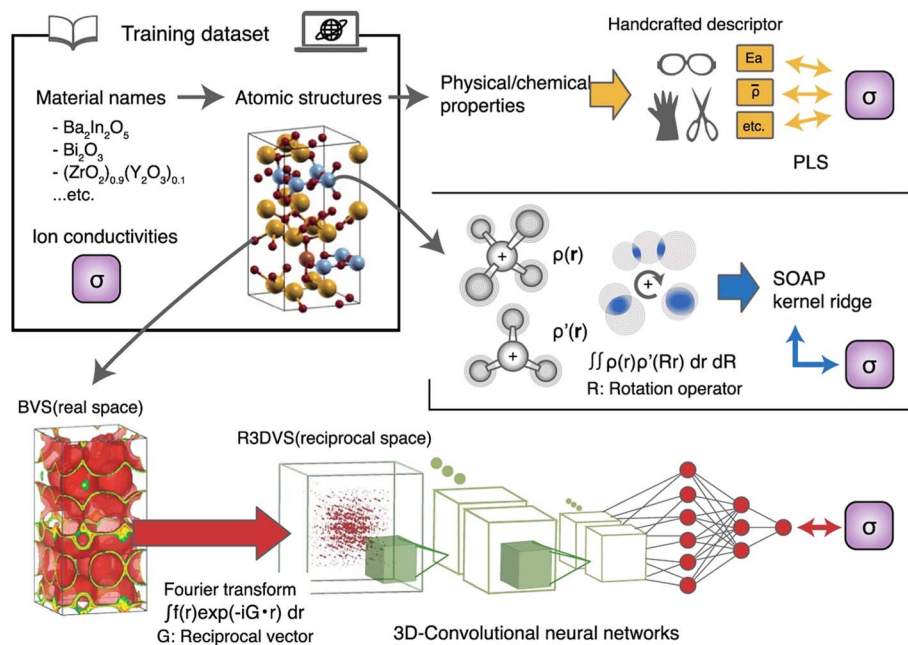 Training dataset
Material names
Atomic structures
- Ba₂In₂O₅
- Bi₂O₃
- (ZrO₂)₀.₉(Y₂O₃)₀.₁
...etc.
Ion conductivities
σ
Physical/chemical
properties
Handcrafted descriptor
Ea
ρ̄
etc.
σ
PLS
+
ρ(r)
+
ρ'(r)
+
∫∫ρ(r)ρ'(Rr) dr dR
R: Rotation operator
SOAP
kernel ridge
σ
BVS(real space)
R3DVS(reciprocal space)
Fourier transform
∫f(r)exp(-iG•r) dr
G: Reciprocal vector
3D-Convolutional neural networks
σ